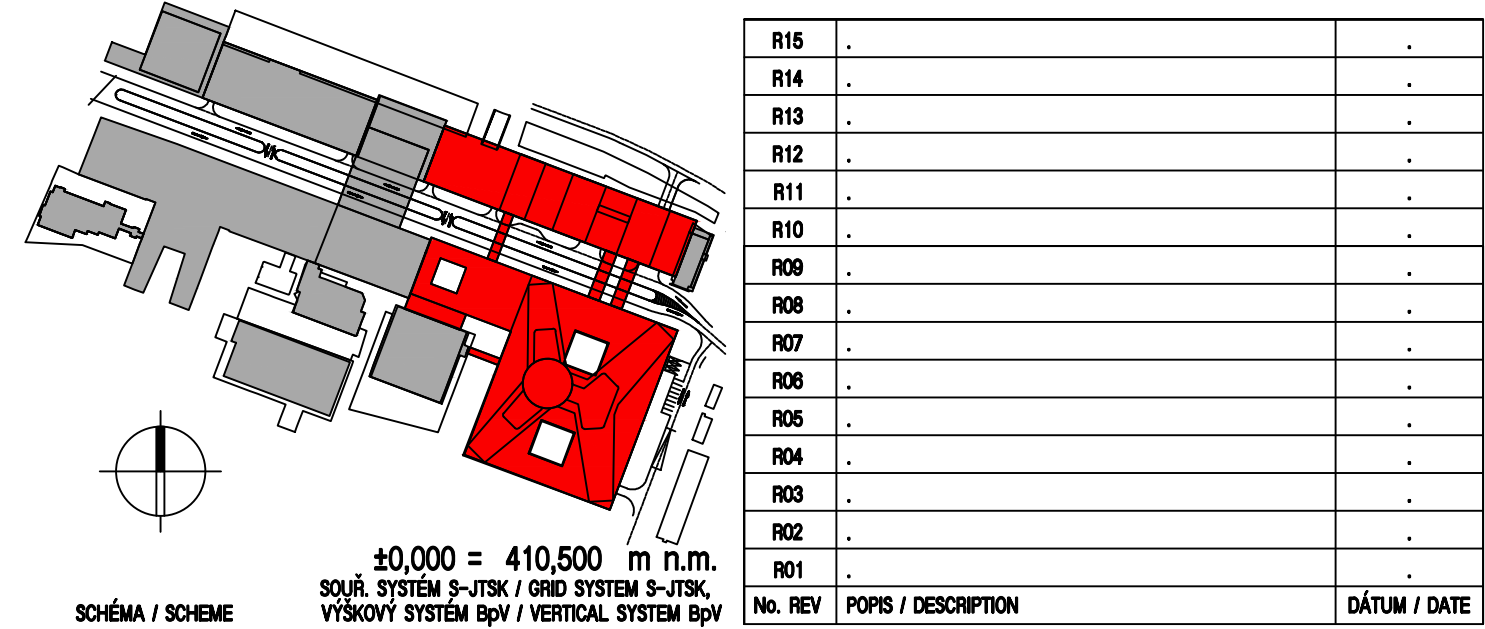 ±0,000 = 410,500 m n.m.
SOUŘ. SYSTÉM S-JTSK / GRID SYSTEM S-JTSK,
VÝŠKOVÝ SYSTÉM BpV / VERTICAL SYSTEM BpV
SCHÉMA / SCHEME
R15 . .
R14 . .
R13 . .
R12 . .
R11 . .
R10 . .
R09 . .
R08 . .
R07 . .
R06 . .
R05 . .
R04 . .
R03 . .
R02 . .
R01 . .
No. REV POPIS / DESCRIPTION DÁTUM / DATE